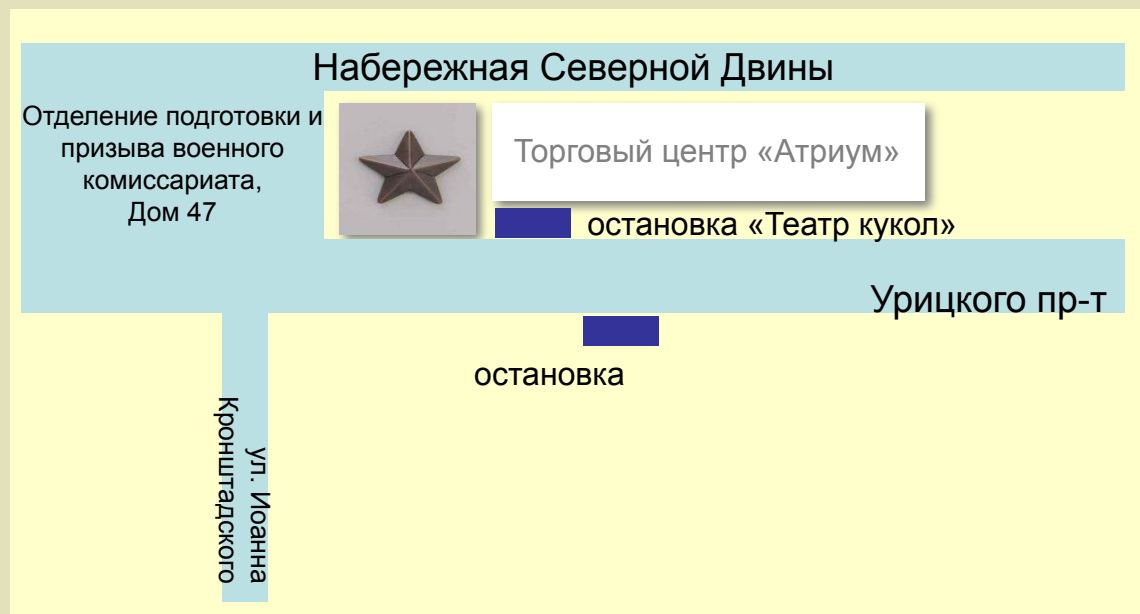 Набережная Северной Двины
Отделение подготовки и
призыва военного
комиссариата,
Дом 47
Торговый центр «Атриум»
остановка «Театр кукол»
Урицкого пр-т
остановка
ул. Иоанна
Кронштадского